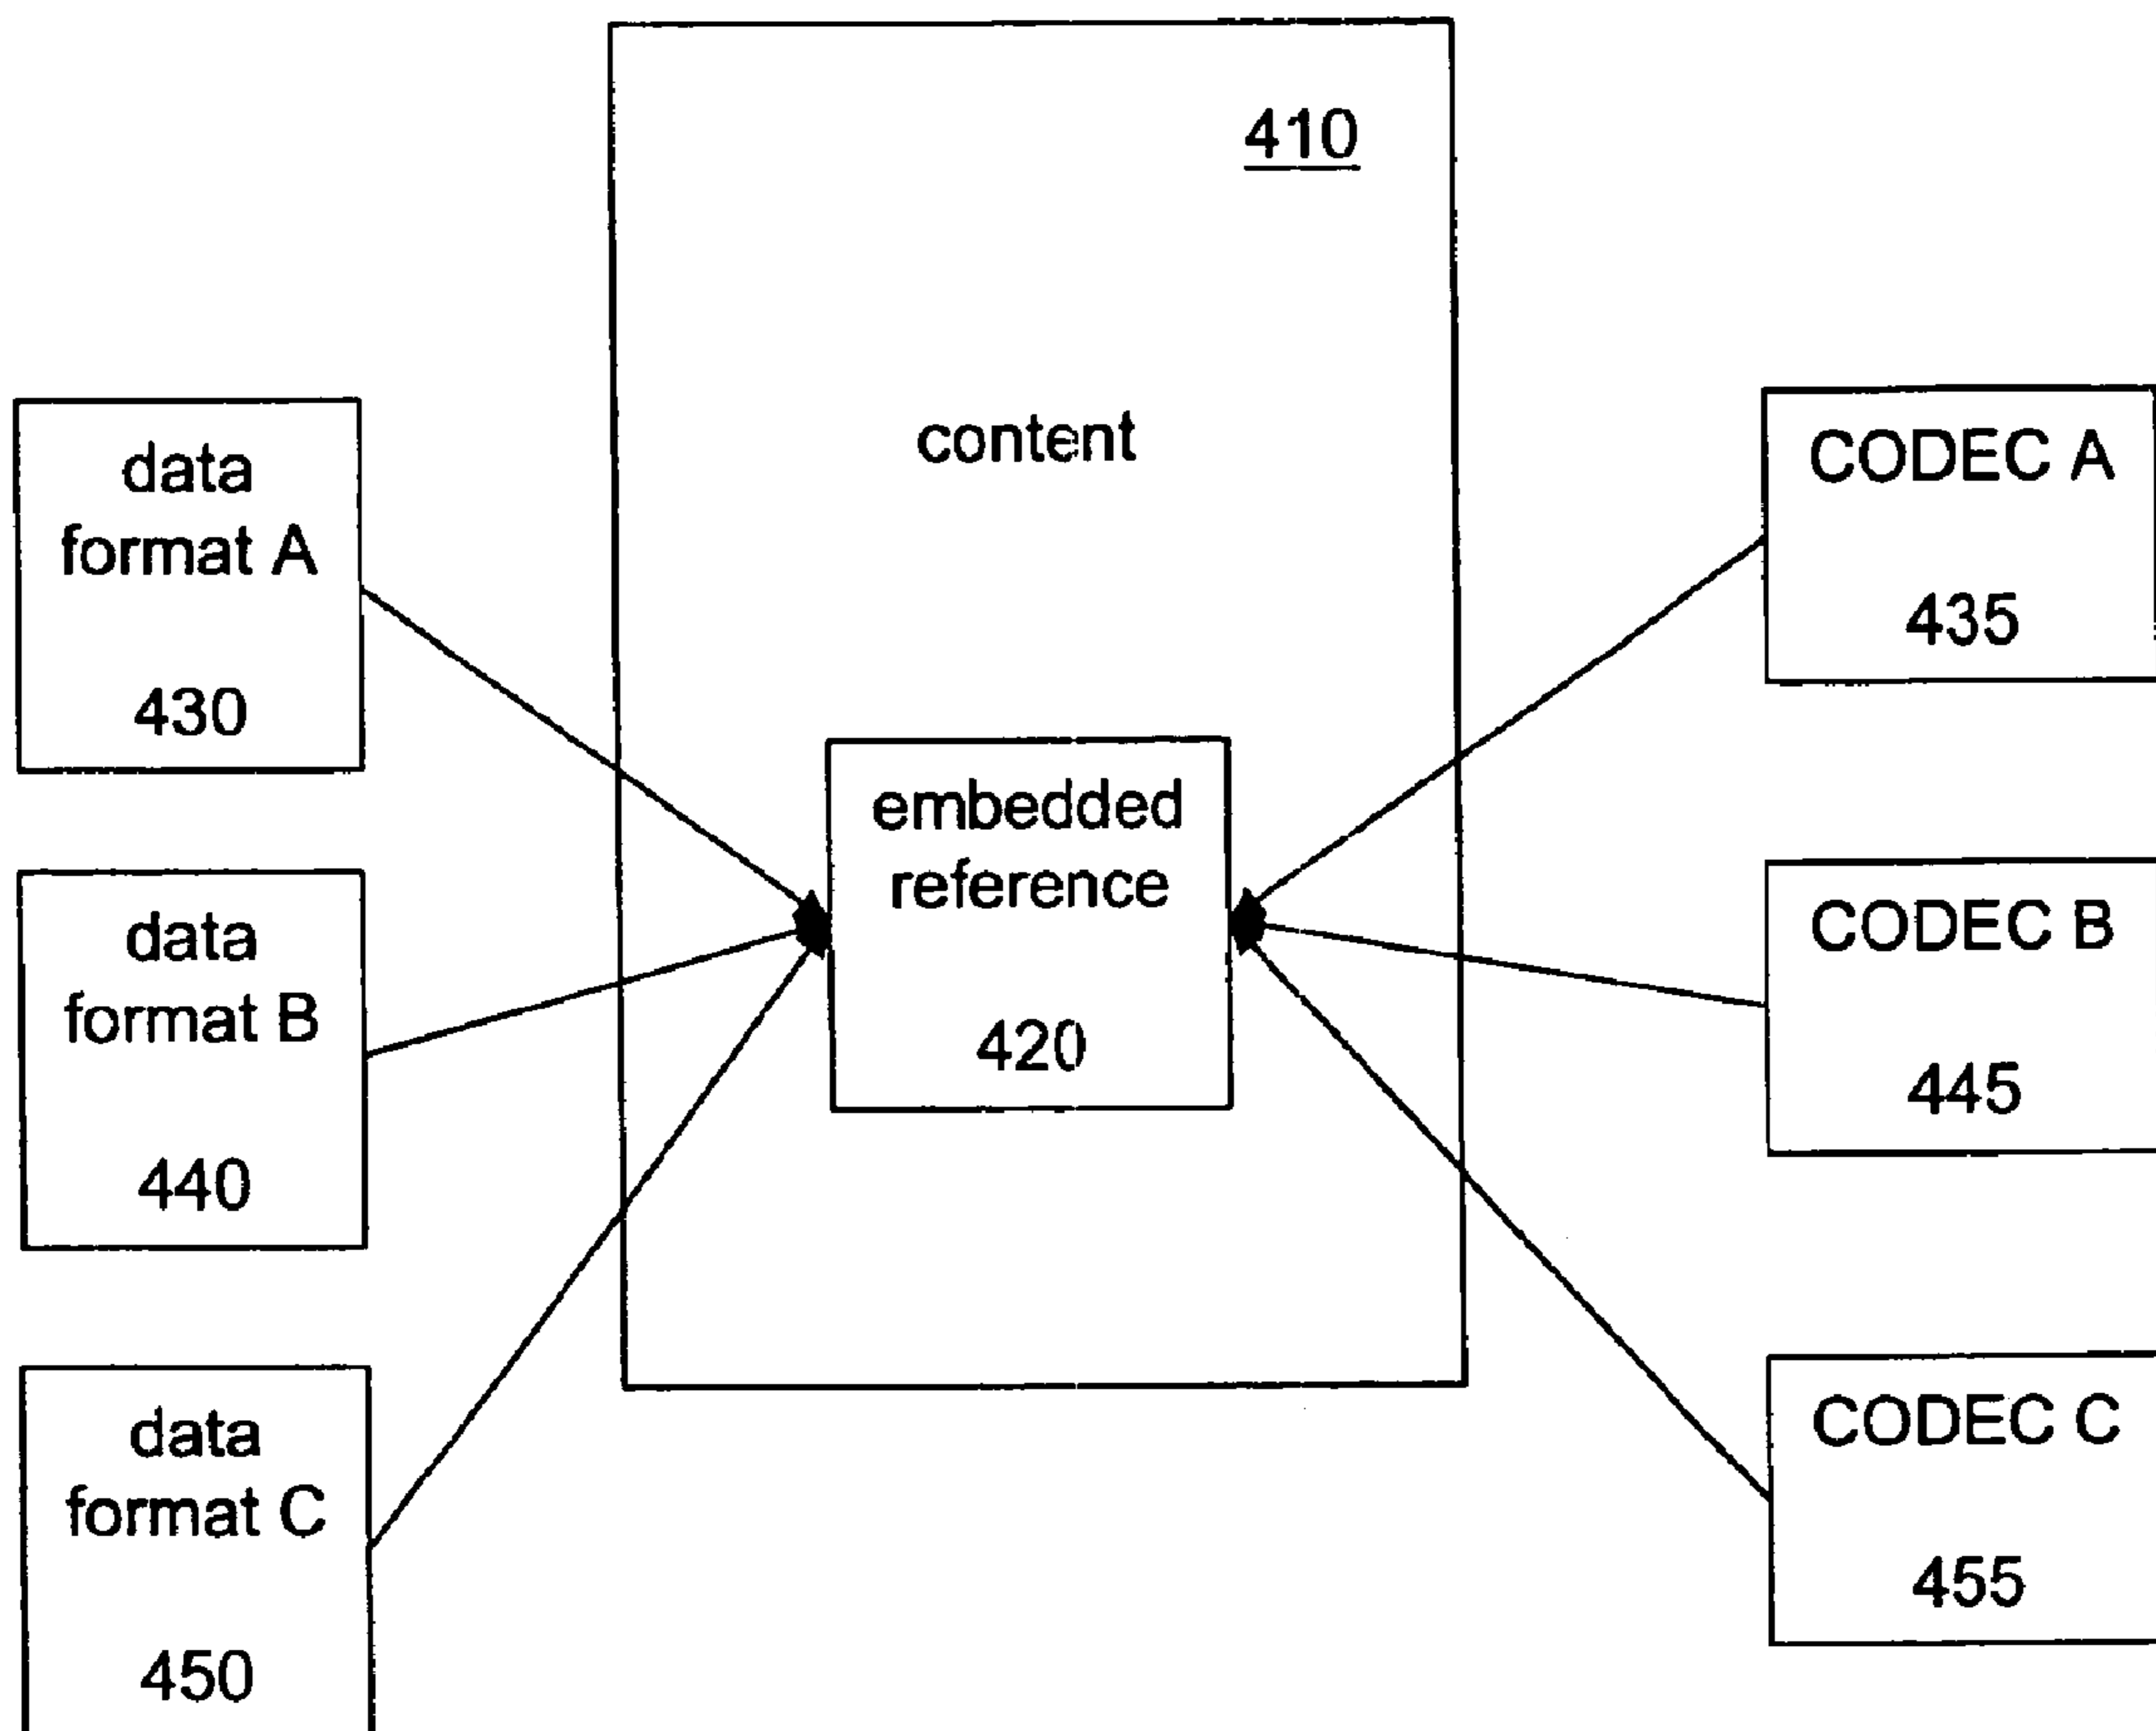 410
content
data
format A
430
data
format B
440
data
format C
450
embedded
reference
420
CODEC A
435
CODEC B
445
CODEC C
455